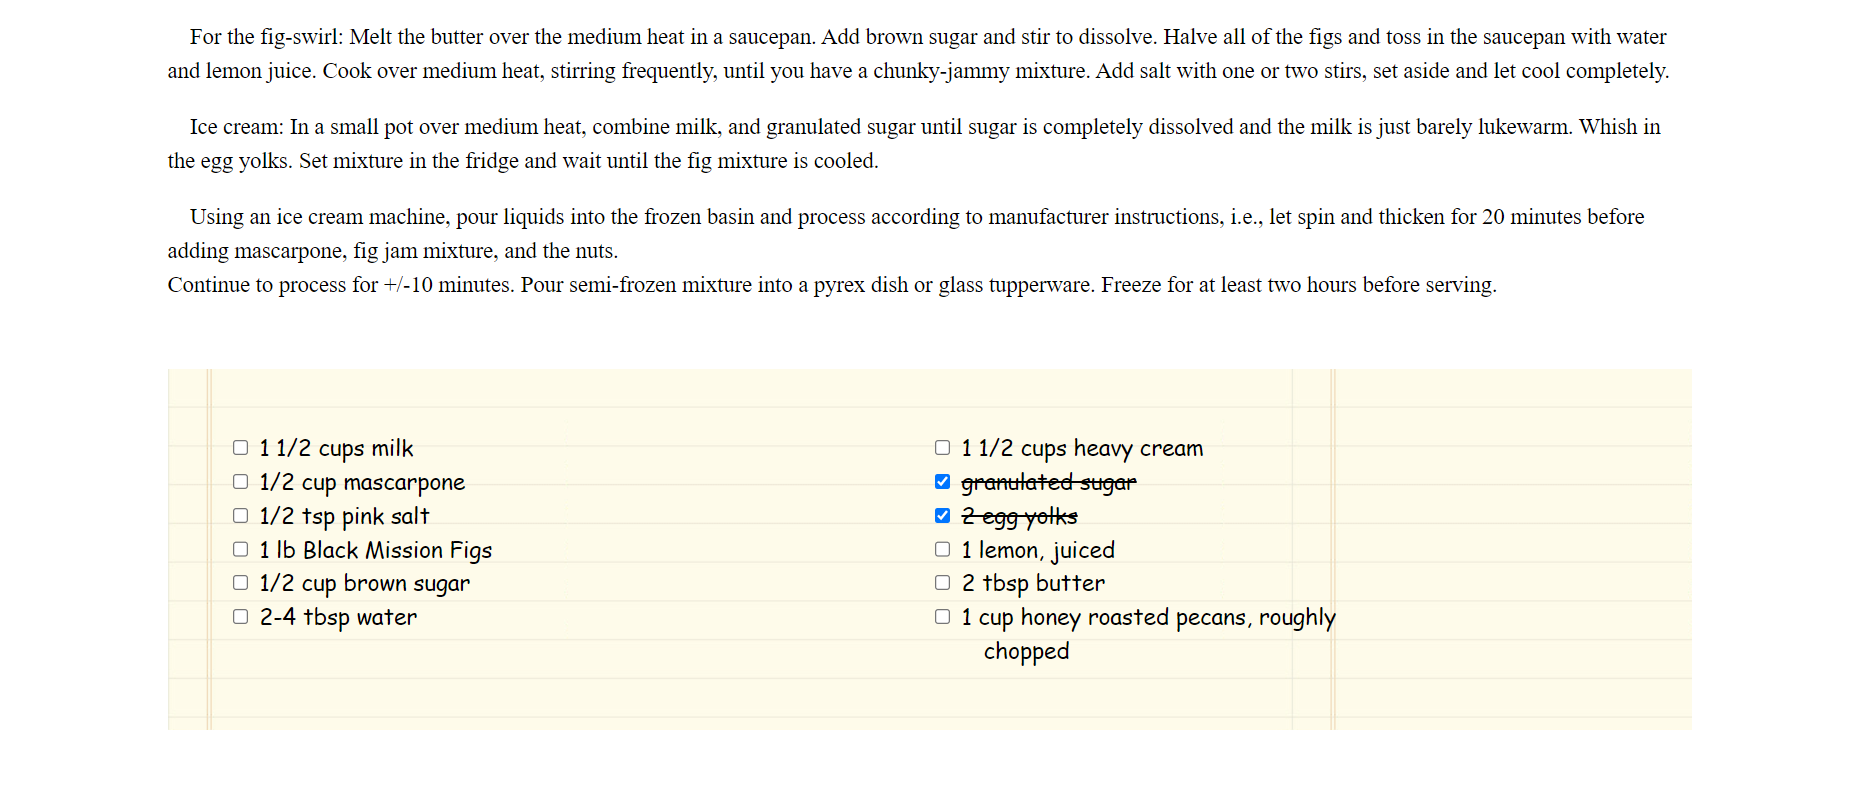 For the fig-swirl: Melt the butter over the medium heat in a saucepan. Add brown sugar and stir to dissolve. Halve all of the figs and toss in the saucepan with water
and lemon juice. Cook over medium heat, stirring frequently, until you have a chunky-jammy mixture. Add salt with one or two stirs, set aside and let cool completely.
Ice cream: In a small pot over medium heat, combine milk, and granulated sugar until sugar is completely dissolved and the milk is just barely lukewarm. Whish in
the egg yolks. Set mixture in the fridge and wait until the fig mixture is cooled.
Using an ice cream machine, pour liquids into the frozen basin and process according to manufacturer instructions, i.e., let spin and thicken for 20 minutes before
adding mascarpone, fig jam mixture, and the nuts.
Continue to process for +/-10 minutes. Pour semi-frozen mixture into a pyrex dish or glass tupperware. Freeze for at least two hours before serving.
1 1/2 cups milk
1/2 cup mascarpone
1/2 tsp pink salt
1 lb Black Mission Figs
1/2 cup brown sugar
2-4 tbsp water
1 1/2 cups heavy cream
granulated sugar
2 egg yolks
1 lemon, juiced
2 tbsp butter
1 cup honey roasted pecans, roughly
chopped